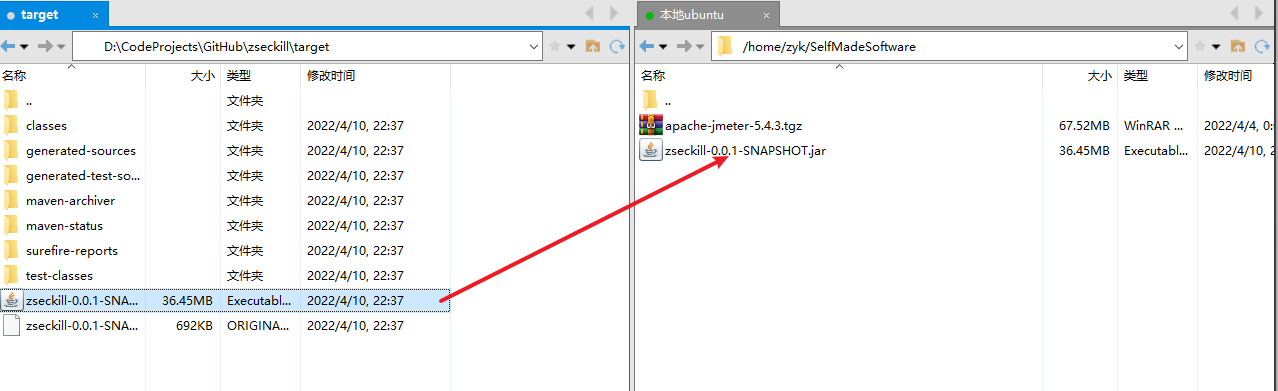 target ×
D:\CodeProjects\GitHub\zseckill\target
名称 大小 类型 修改时间
.. 文件夹
classes 文件夹 2022/4/10, 22:37
generated-sources 文件夹 2022/4/10, 22:37
generated-test-so... 文件夹 2022/4/10, 22:37
maven-archiver 文件夹 2022/4/10, 22:37
maven-status 文件夹 2022/4/10, 22:37
surefire-reports 文件夹 2022/4/10, 22:37
test-classes 文件夹 2022/4/10, 22:37
zseckill-0.0.1-SNA... 36.45MB Executabl... 2022/4/10, 22:37
zseckill-0.0.1-SNA... 692KB ORIGINA... 2022/4/10, 22:37
本地ubuntu ×
/home/zyk/SelfMadeSoftware
名称 大小 类型 修改时间
..
apache-jmeter-5.4.3.tgz 67.52MB WinRAR ... 2022/4/4, 0:
zseckill-0.0.1-SNAPSHOT.jar 36.45MB Executabl... 2022/4/10, 2